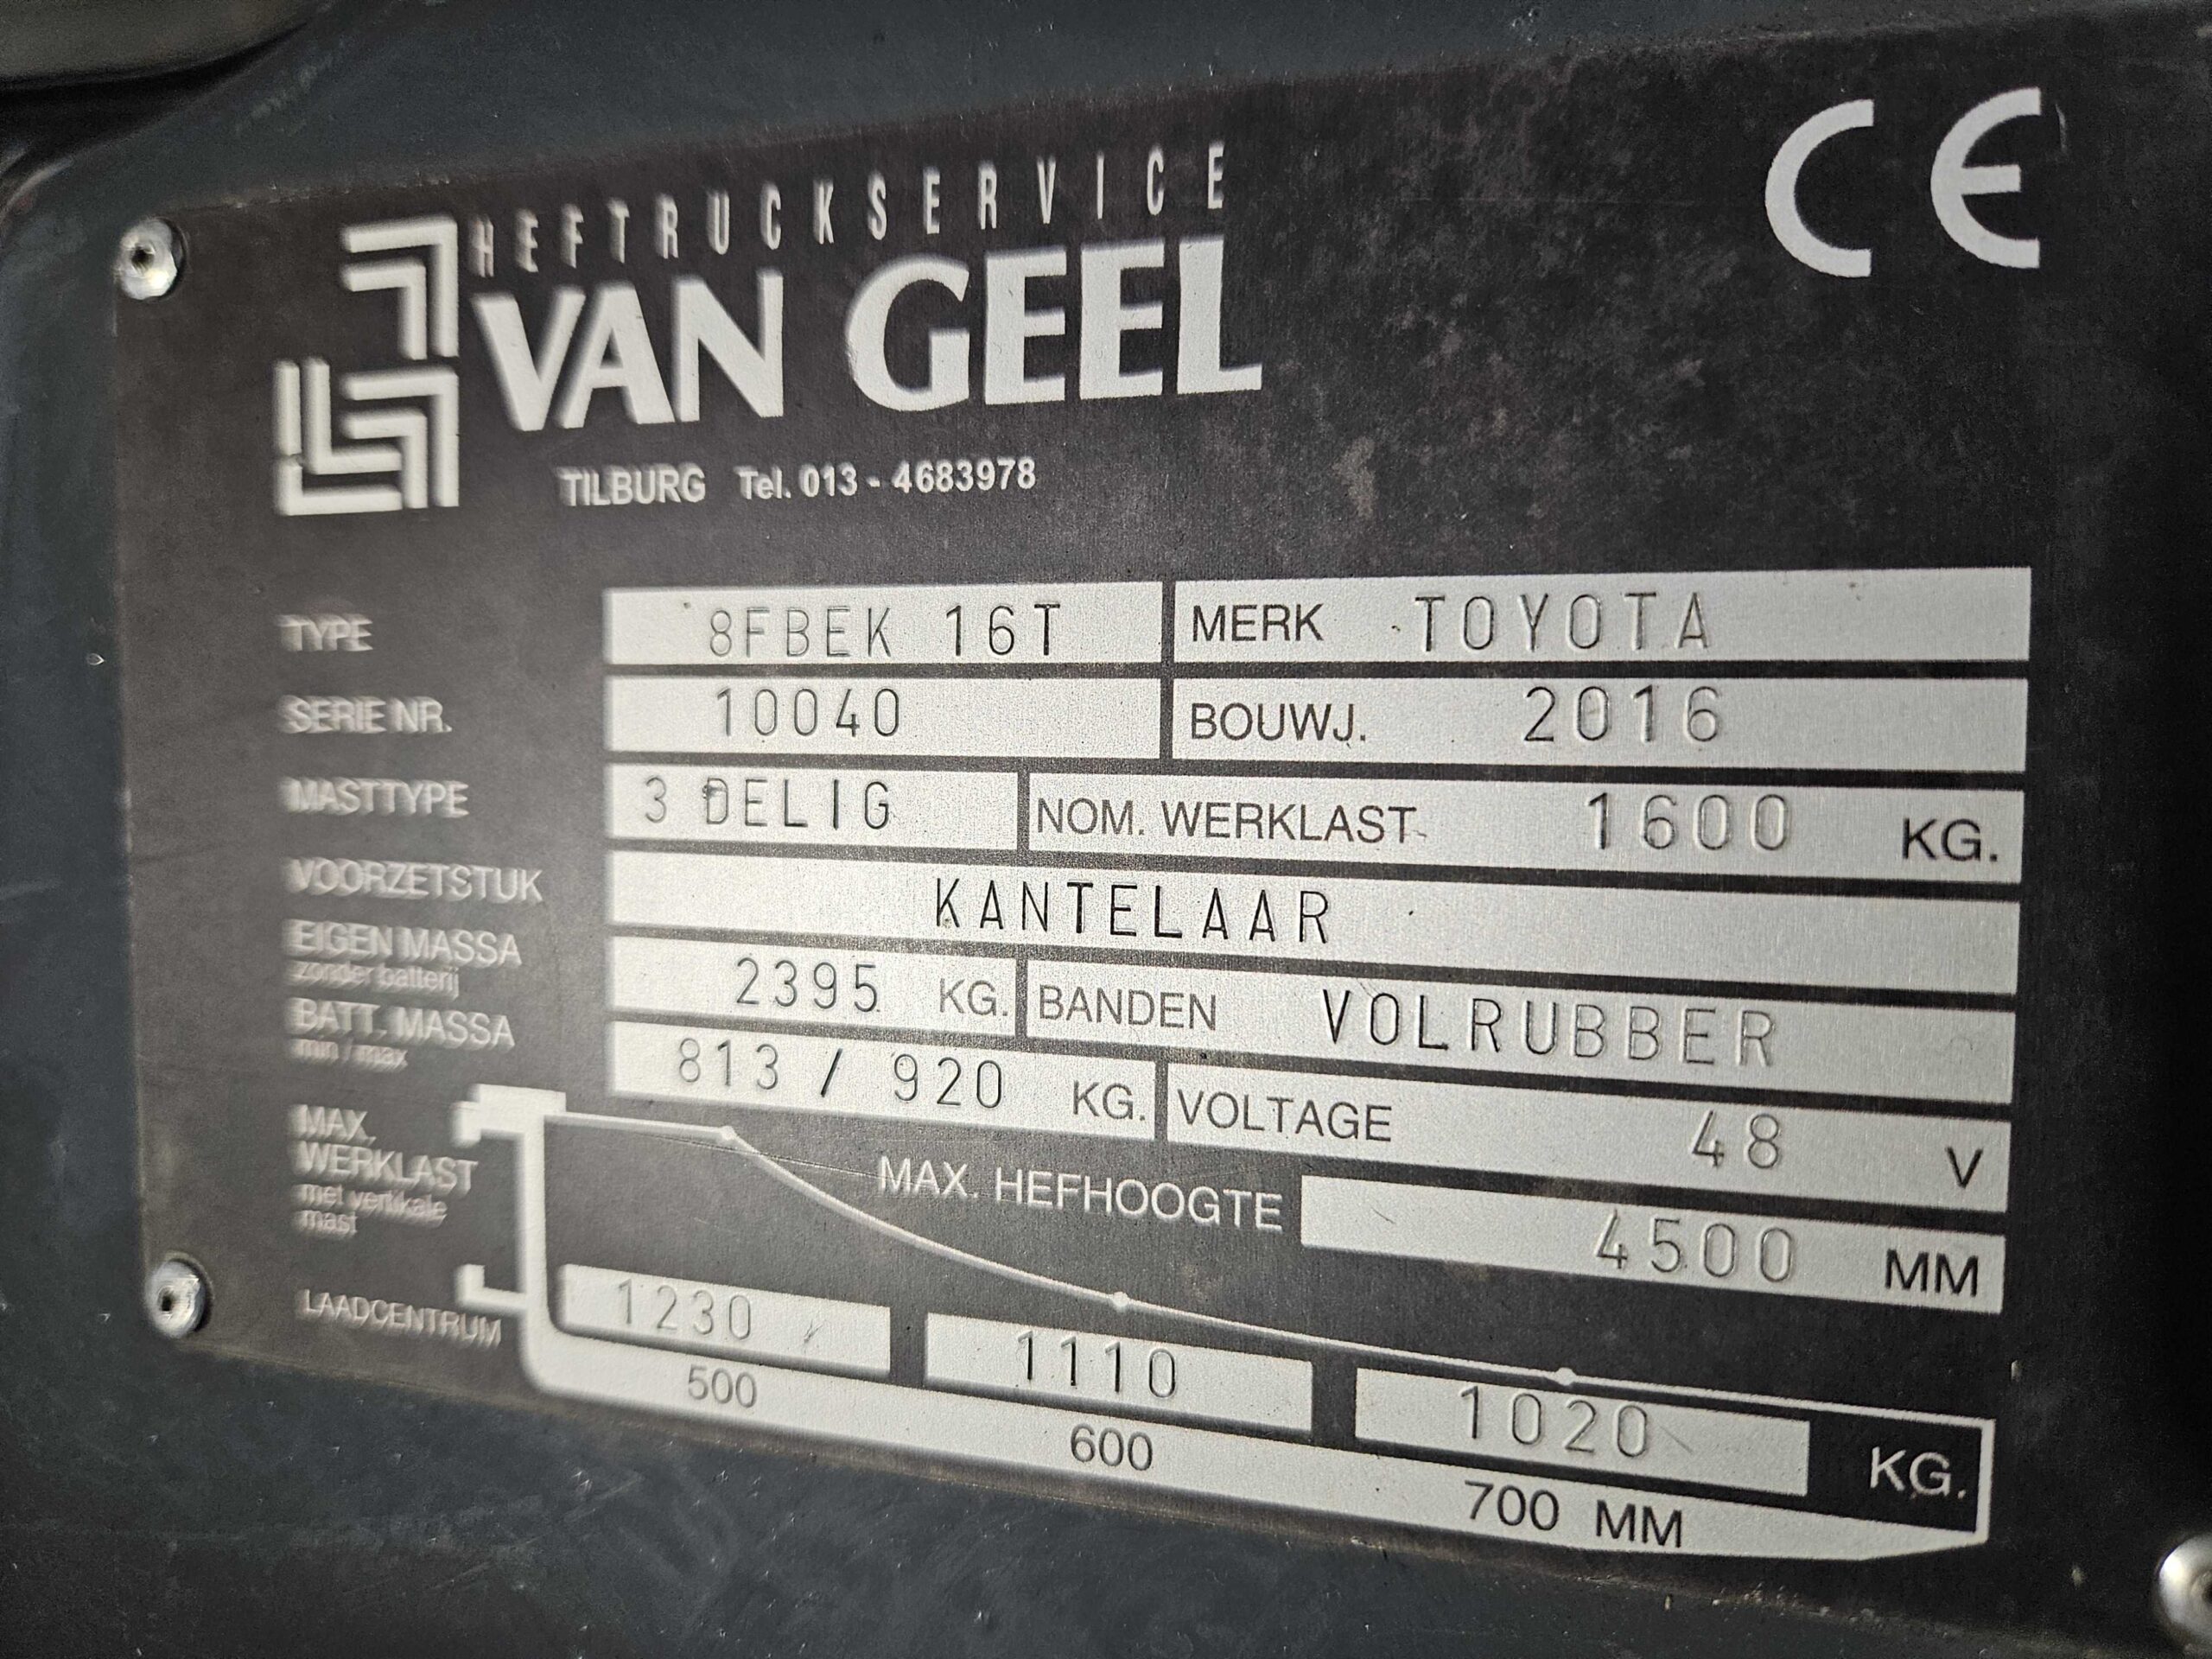 CE
HEFTRUCKSERVICE
VAN GEEL
TILBURG Tel. 013 - 4683978
TYPE 8FBEK 16T MERK TOYOTA
SERIE NR. 10040 BOUWJ. 2016
MASTTYPE 3 DELIG NOM. WERKLAST 1600 KG.
VOORZETSTUK KANTELAAR
EIGEN MASSA 2395 KG. BANDEN VOLRUBBER
zonder batterij
BATT. MASSA 813 / 920 KG. VOLTAGE 48 V
min / max
MAX. HEFHOOGTE 4500 MM
MAX.
WERKLAST
met vertikale
mast
1230 1110 1020 KG.
LAADCENTRUM 500 600 700 MM